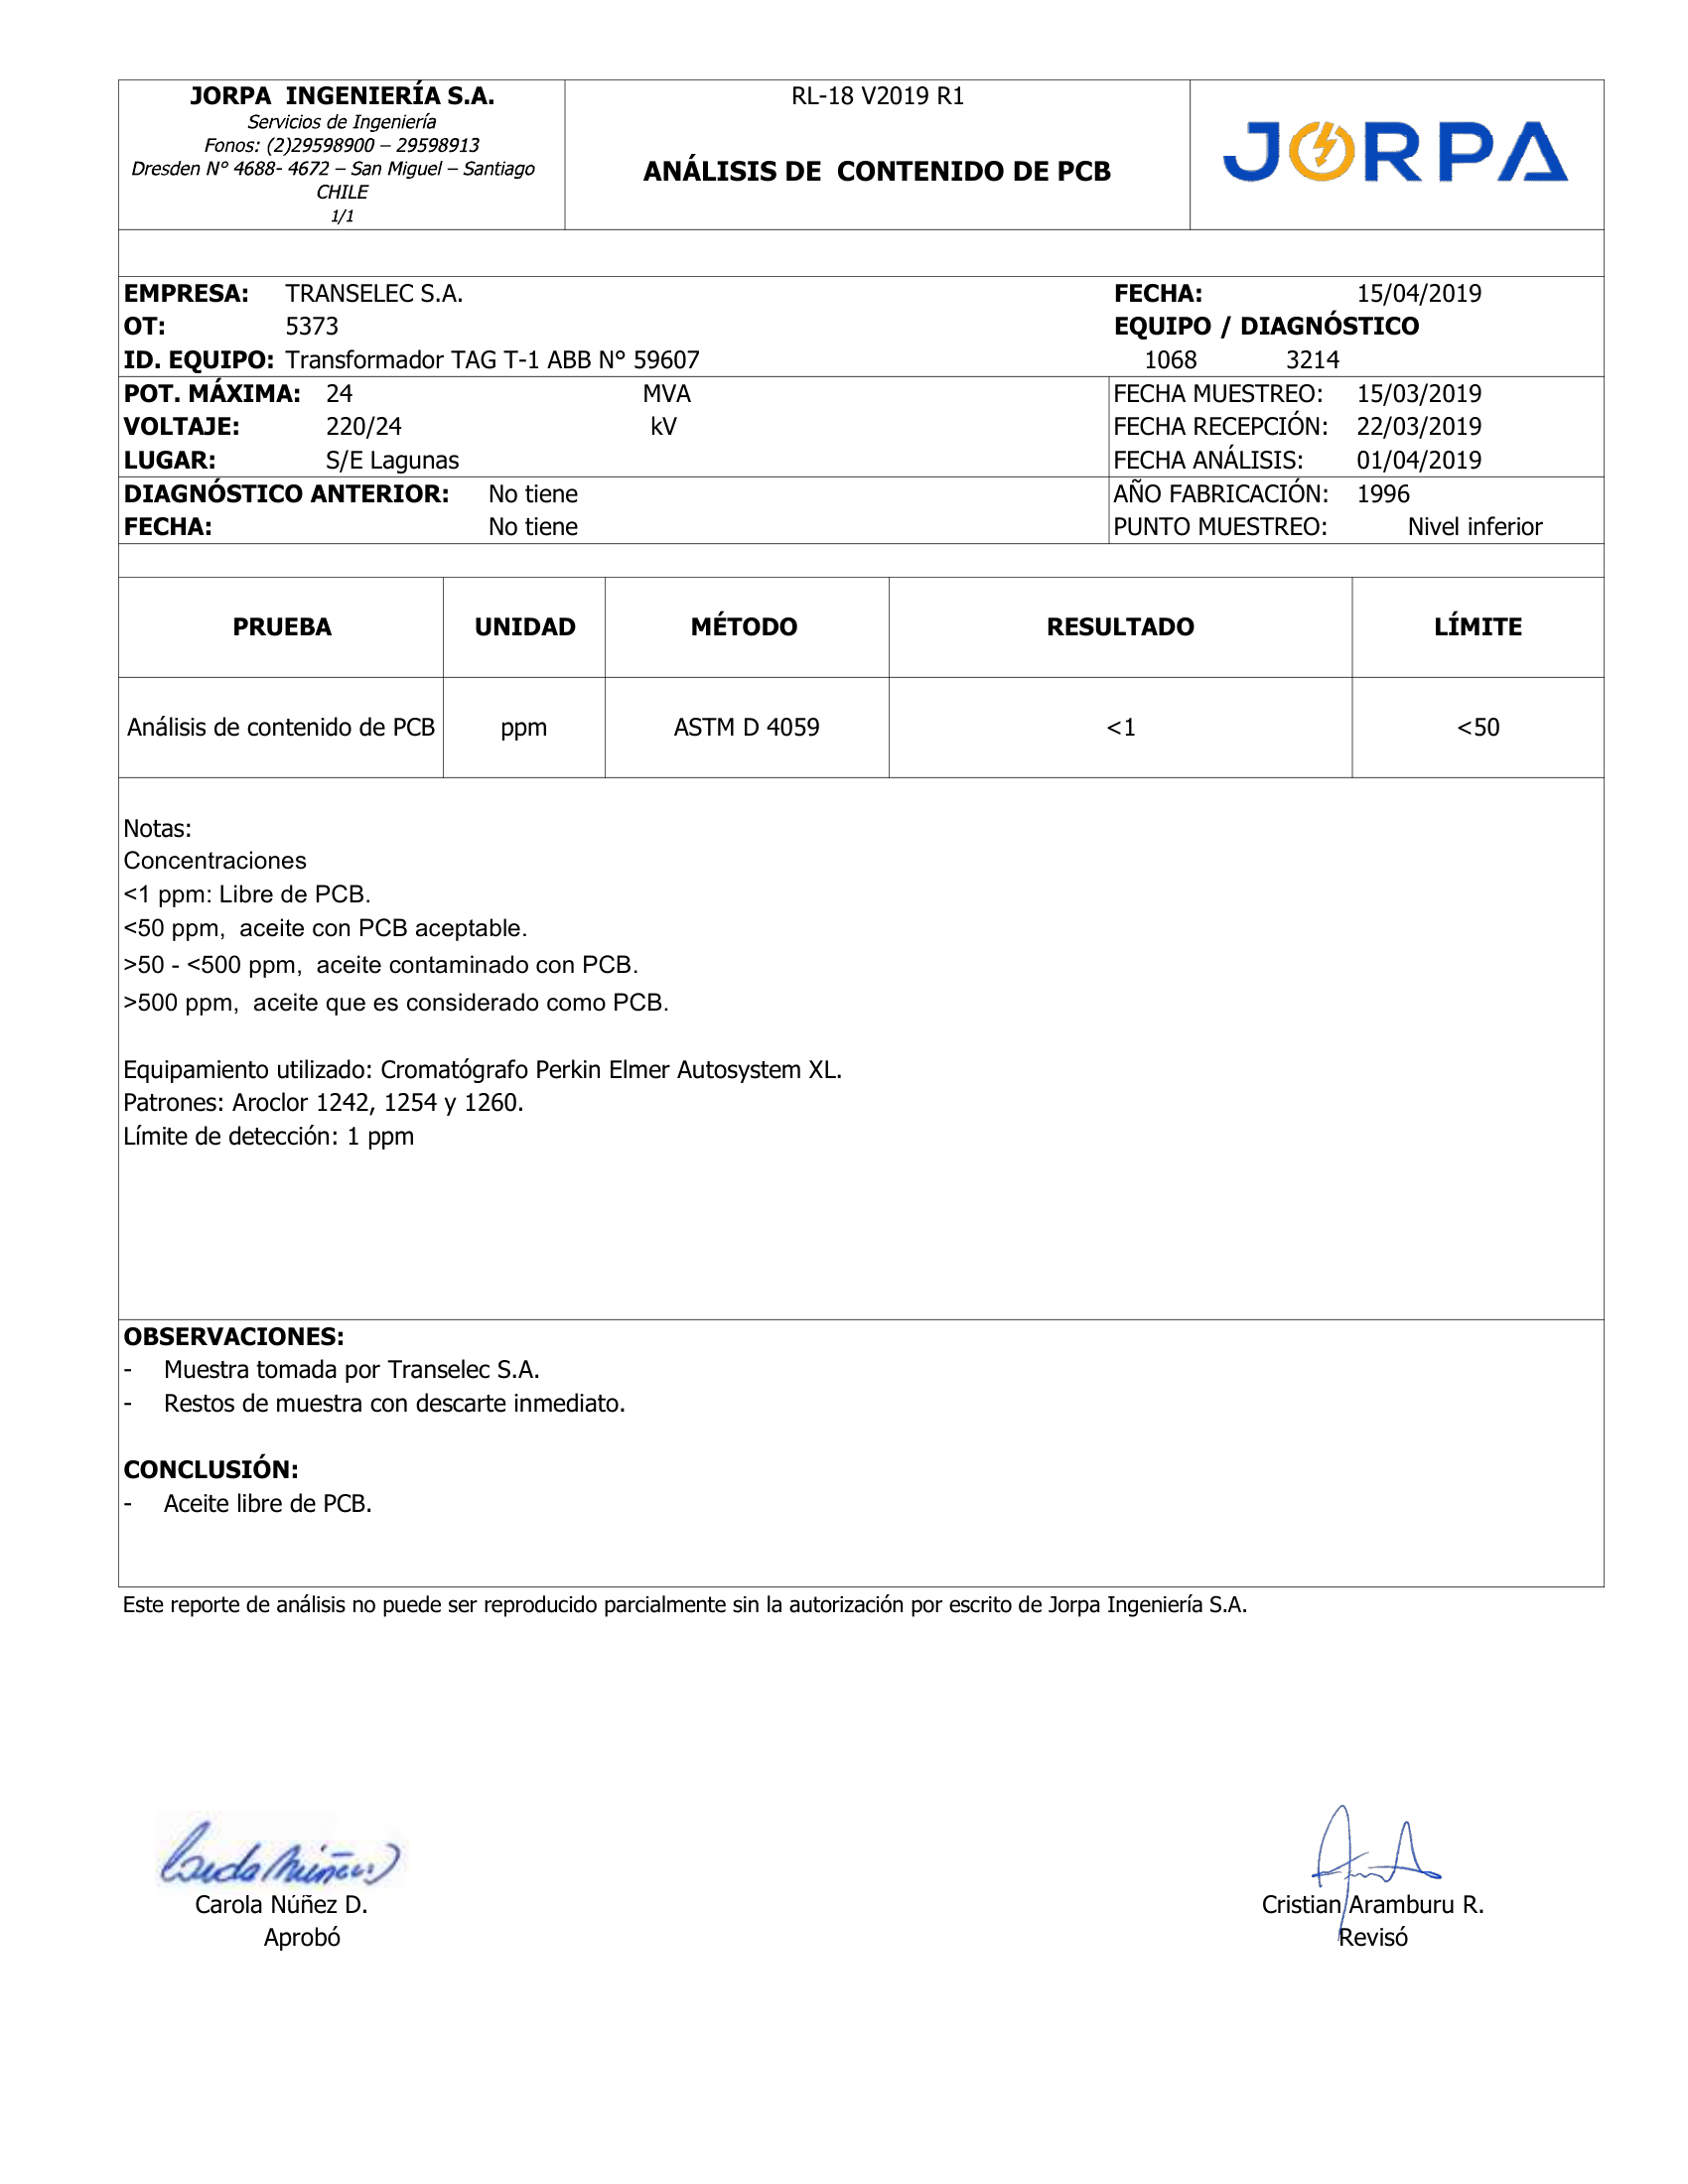 JORPA  INGENIERÍA S.A.
Servicios de Ingeniería
Fonos: (2)29598900 – 29598913
Dresden N° 4688- 4672 – San Miguel – Santiago
CHILE
1/1
RL-18 V2019 R1
ANÁLISIS DE  CONTENIDO DE PCB
JORPA
EMPRESA: TRANSELEC S.A. FECHA: 15/04/2019
OT: 5373 EQUIPO / DIAGNÓSTICO
ID. EQUIPO: Transformador TAG T-1 ABB N° 59607 1068 3214
POT. MÁXIMA: 24 MVA FECHA MUESTREO: 15/03/2019
VOLTAJE: 220/24 kV FECHA RECEPCIÓN: 22/03/2019
LUGAR: S/E Lagunas FECHA ANÁLISIS: 01/04/2019
DIAGNÓSTICO ANTERIOR: No tiene AÑO FABRICACIÓN: 1996
FECHA: No tiene PUNTO MUESTREO: Nivel inferior
PRUEBA UNIDAD MÉTODO RESULTADO LÍMITE
Análisis de contenido de PCB ppm ASTM D 4059 <1 <50
Notas:
Concentraciones
<1 ppm: Libre de PCB.
<50 ppm,  aceite con PCB aceptable.
>50 - <500 ppm,  aceite contaminado con PCB.
>500 ppm,  aceite que es considerado como PCB.
Equipamiento utilizado: Cromatógrafo Perkin Elmer Autosystem XL.
Patrones: Aroclor 1242, 1254 y 1260.
Límite de detección: 1 ppm
OBSERVACIONES:
- Muestra tomada por Transelec S.A.
- Restos de muestra con descarte inmediato.
CONCLUSIÓN:
- Aceite libre de PCB.
Este reporte de análisis no puede ser reproducido parcialmente sin la autorización por escrito de Jorpa Ingeniería S.A.
Carola Núñez D. Cristian Aramburu R.
Aprobó Revisó